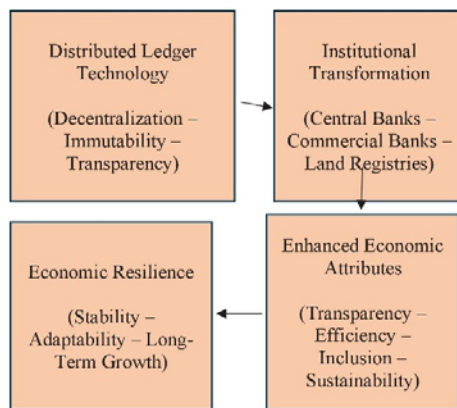 Distributed Ledger
Technology
(Decentralization –
Immutability –
Transparency)
Institutional
Transformation
(Central Banks –
Commercial Banks –
Land Registries)
Enhanced Economic
Attributes
(Transparency –
Efficiency –
Inclusion –
Sustainability)
Economic Resilience
(Stability –
Adaptability – Long-
Term Growth)